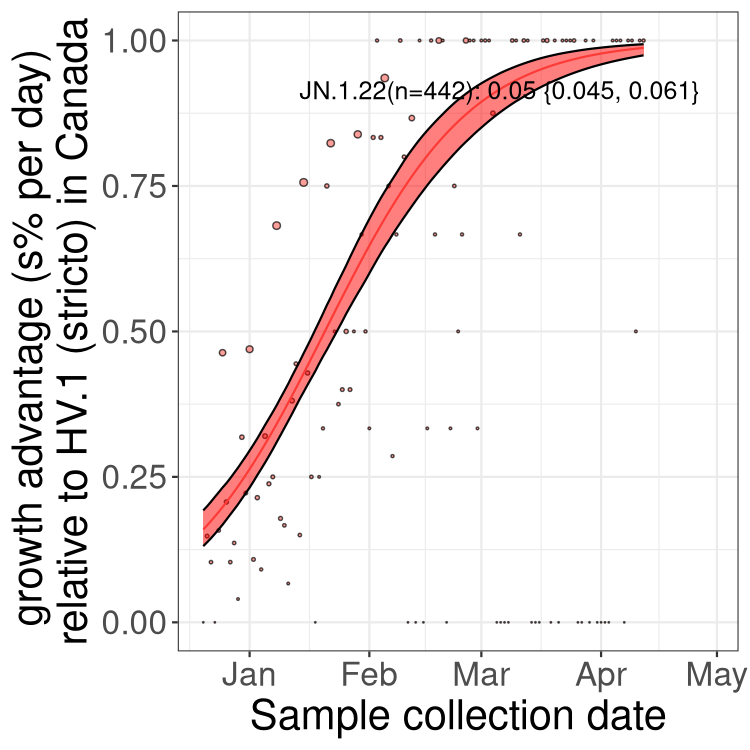 growth advantage (s% per day)
relative to HV.1 (stricto) in Canada
1.00
0.75
0.50
0.25
0.00
JN.1.22(n=442): 0.05 {0.045, 0.061}
Jan Feb Mar Apr May
Sample collection date